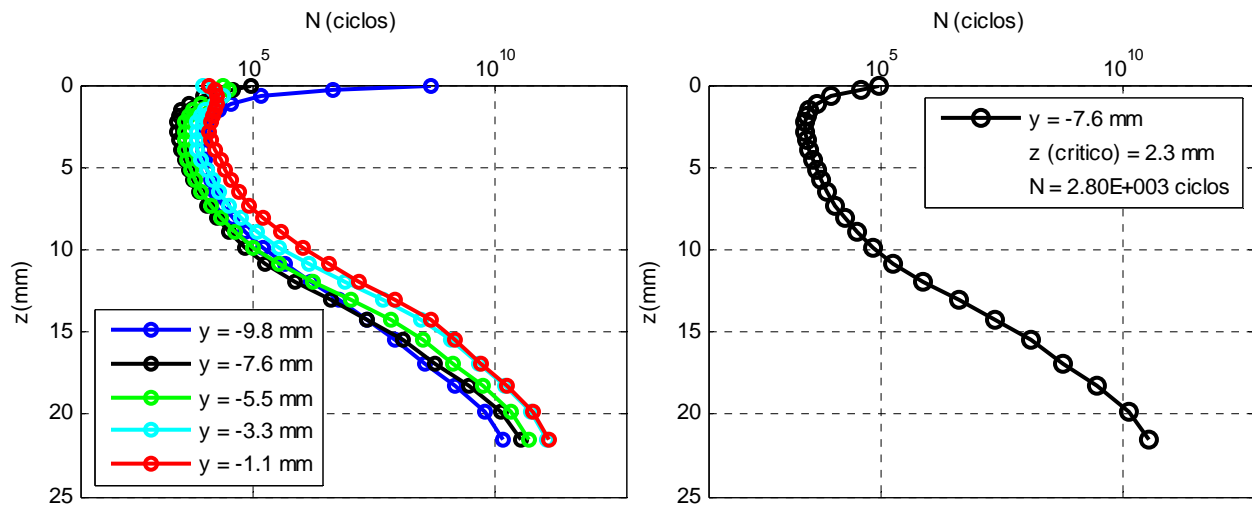 N (ciclos)
10^5
10^10
0
5
10
15
20
25
z(mm)
y = -9.8 mm
y = -7.6 mm
y = -5.5 mm
y = -3.3 mm
y = -1.1 mm
N (ciclos)
10^5
10^10
0
5
10
15
20
25
z(mm)
y = -7.6 mm
z (critico) = 2.3 mm
N = 2.80E+003 ciclos